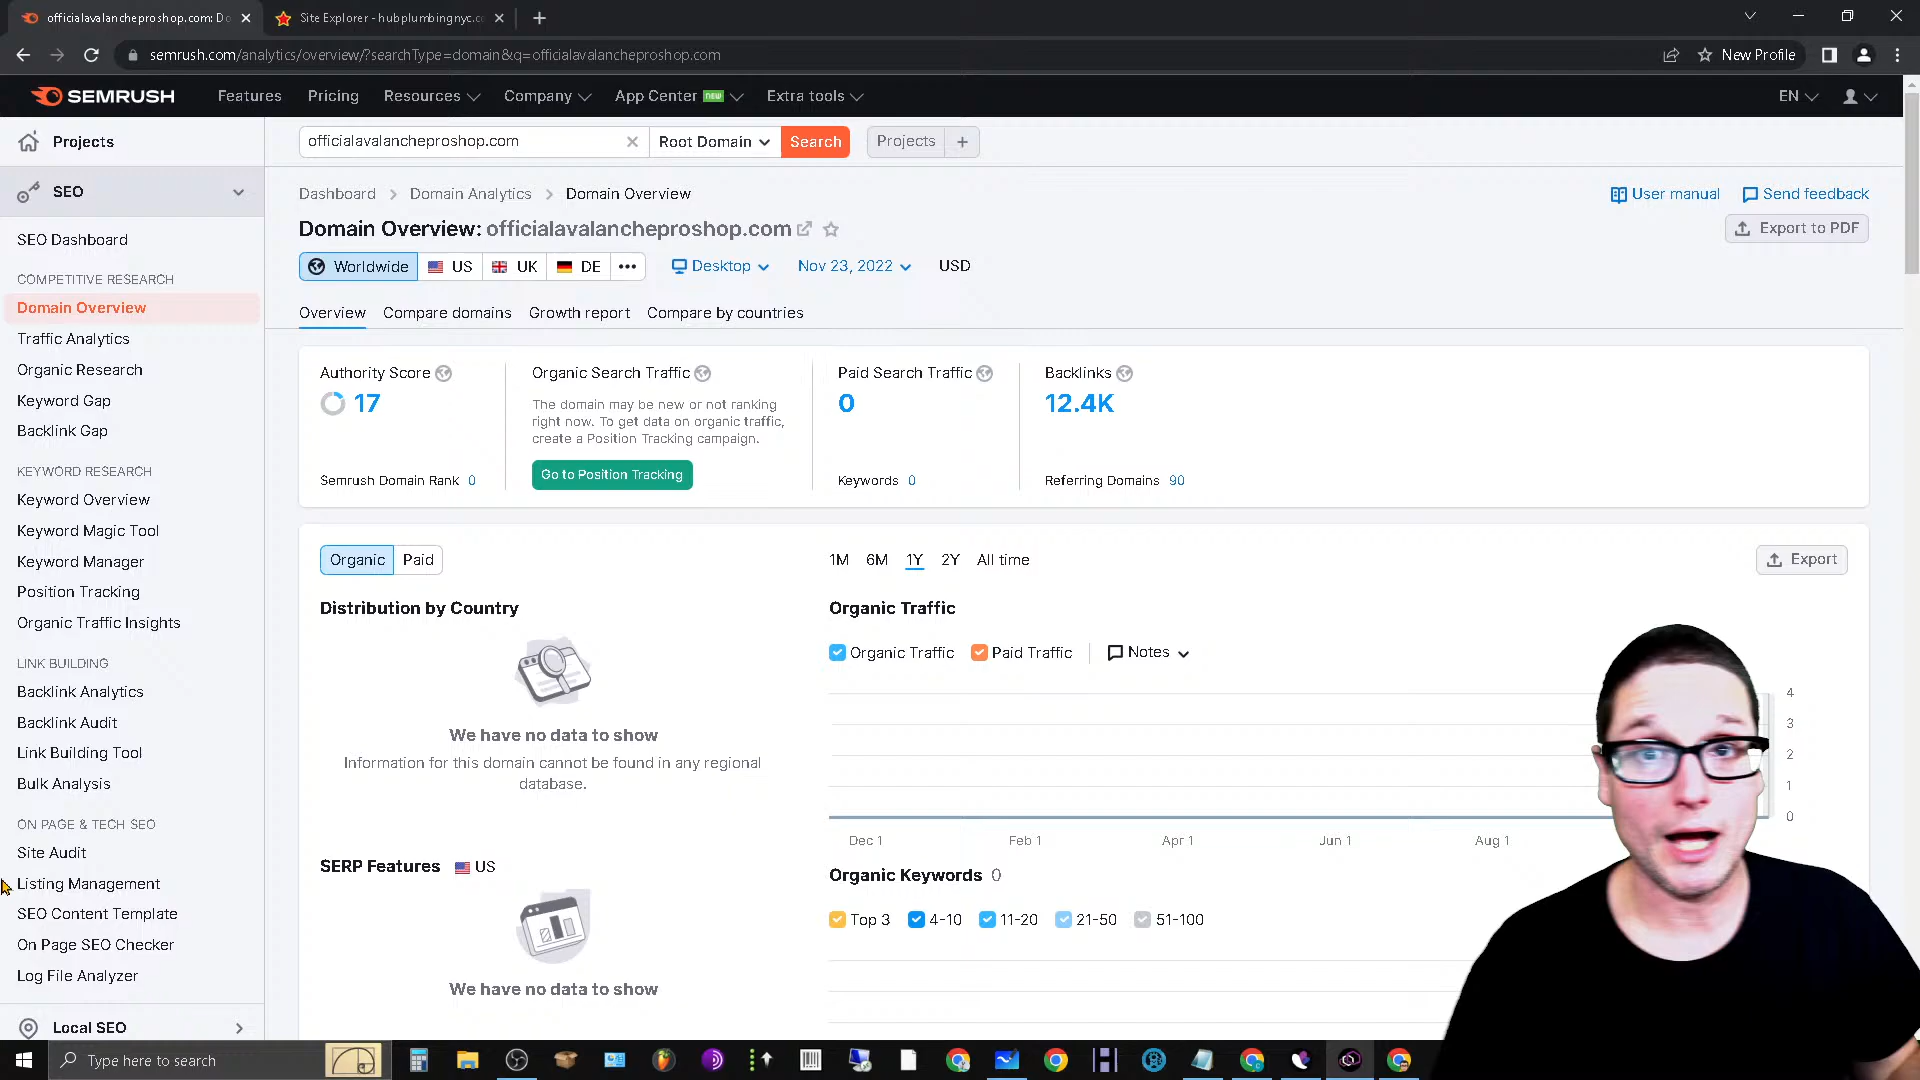 officialavalancheproshop.com: Do
Site Explorer - hubplumbingnyc.co
semrush.com/analytics/overview/?searchType=domain&q=officialavalancheproshop.com
New Profile
SEMRUSH
Features
Pricing
Resources
Company
App Center
NEW
Extra tools
EN
Projects
SEO
SEO Dashboard
COMPETITIVE RESEARCH
Domain Overview
Traffic Analytics
Organic Research
Keyword Gap
Backlink Gap
KEYWORD RESEARCH
Keyword Overview
Keyword Magic Tool
Keyword Manager
Position Tracking
Organic Traffic Insights
LINK BUILDING
Backlink Analytics
Backlink Audit
Link Building Tool
Bulk Analysis
ON PAGE & TECH SEO
Site Audit
Listing Management
SEO Content Template
On Page SEO Checker
Log File Analyzer
Local SEO
officialavalancheproshop.com
Root Domain
Search
Projects
+
Dashboard > Domain Analytics > Domain Overview
User manual
Send feedback
Domain Overview: officialavalancheproshop.com
Export to PDF
Worldwide
US
UK
DE
Desktop
Nov 23, 2022
USD
Overview
Compare domains
Growth report
Compare by countries
Authority Score
17
Semrush Domain Rank 0
Organic Search Traffic
The domain may be new or not ranking
right now. To get data on organic traffic,
create a Position Tracking campaign.
Go to Position Tracking
Paid Search Traffic
0
Keywords 0
Backlinks
12.4K
Referring Domains 90
Organic
Paid
1M 6M 1Y 2Y All time
Export
Distribution by Country
We have no data to show
Information for this domain cannot be found in any regional
database.
SERP Features US
We have no data to show
Organic Traffic
Organic Traffic
Paid Traffic
Notes
4
3
2
1
0
Dec 1 Feb 1 Apr 1 Jun 1 Aug 1
Organic Keywords 0
Top 3 4-10 11-20 21-50 51-100
Type here to search